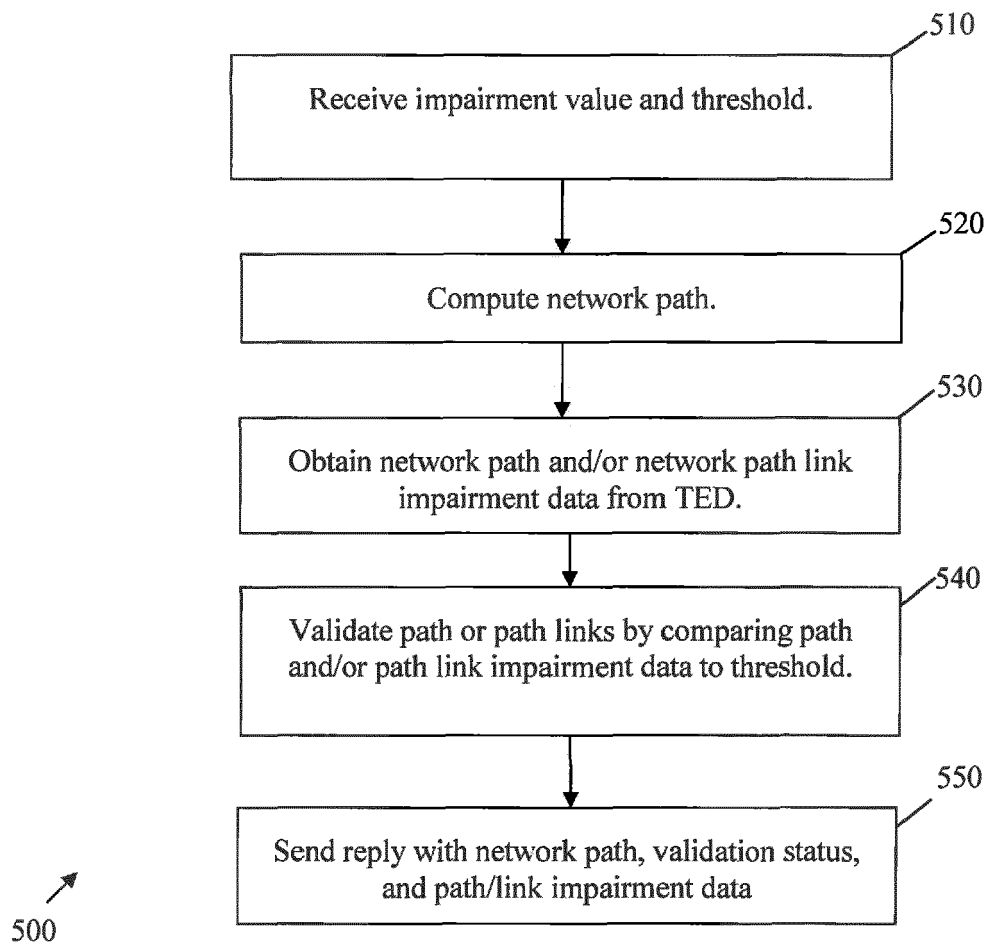 510
Receive impairment value and threshold.
520
Compute network path.
530
Obtain network path and/or network path link
impairment data from TED.
540
Validate path or path links by comparing path
and/or path link impairment data to threshold.
550
Send reply with network path, validation status,
and path/link impairment data
500